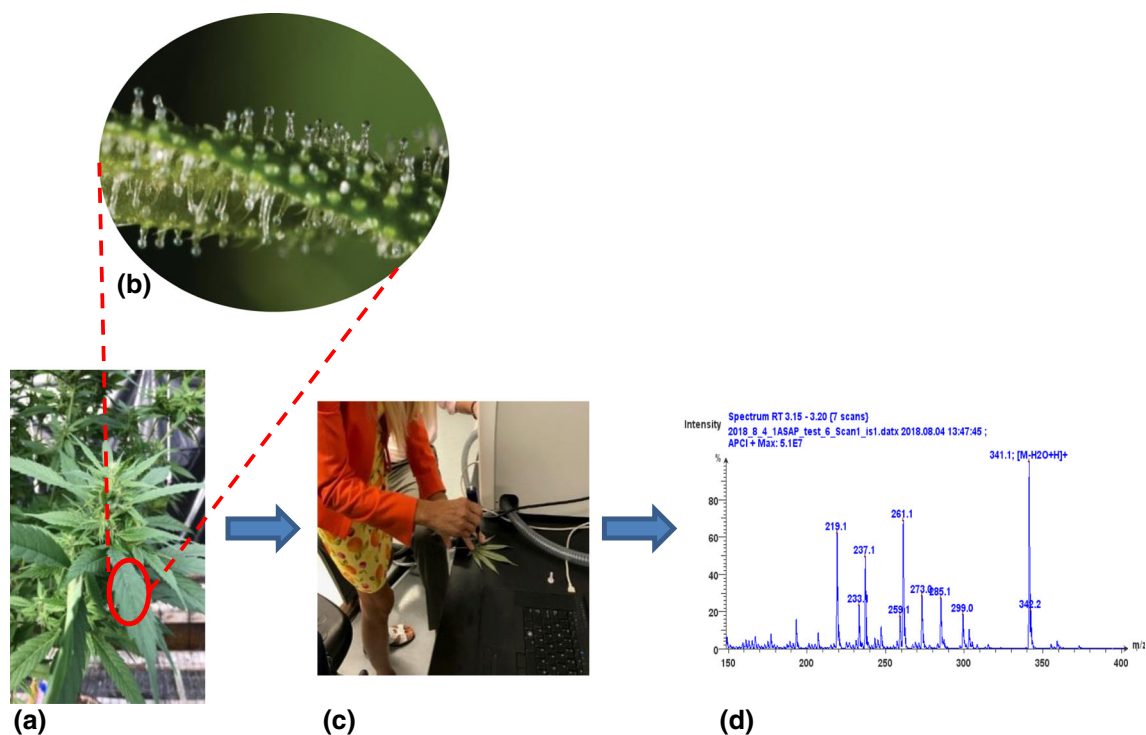 (b)
(a)
(c)
Spectrum RT 3.15 - 3.20 {7 scans}
2018_8_4_1ASAP_test_6_Scan1_is1.datx 2018.08.04 13:47:45 ;
APCI + Max: 5.1E7
Intensity
%
341.1; [M-H2O+H]+
80
60
40
20
219.1
237.1
233.1
261.1
259.1
273.0
285.1
299.0
342.2
150
200
250
300
350
400
(d)